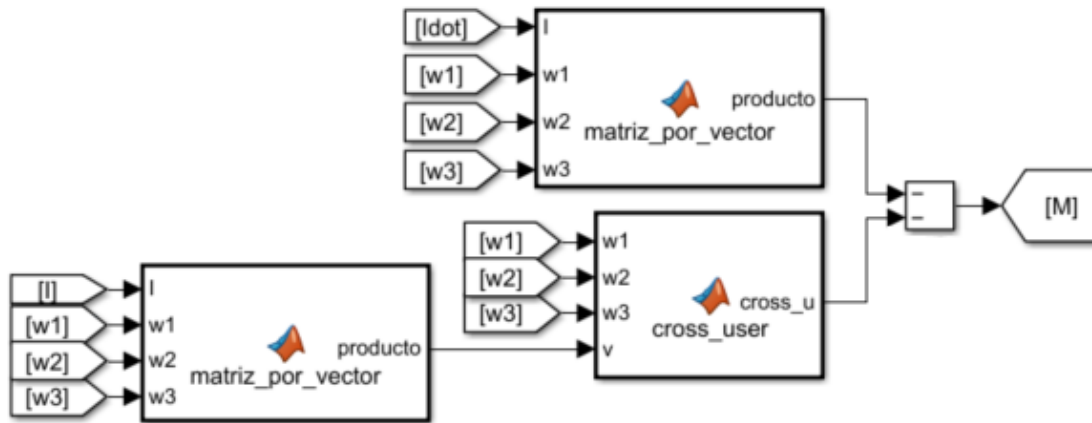 [Idot]
I
[w1]
w1
[w2]
w2
[w3]
w3
producto
matriz_por_vector
[M]
[w1]
w1
[w2]
w2
[w3]
w3
v
cross_u
cross_user
[I]
I
[w1]
w1
[w2]
w2
[w3]
w3
producto
matriz_por_vector